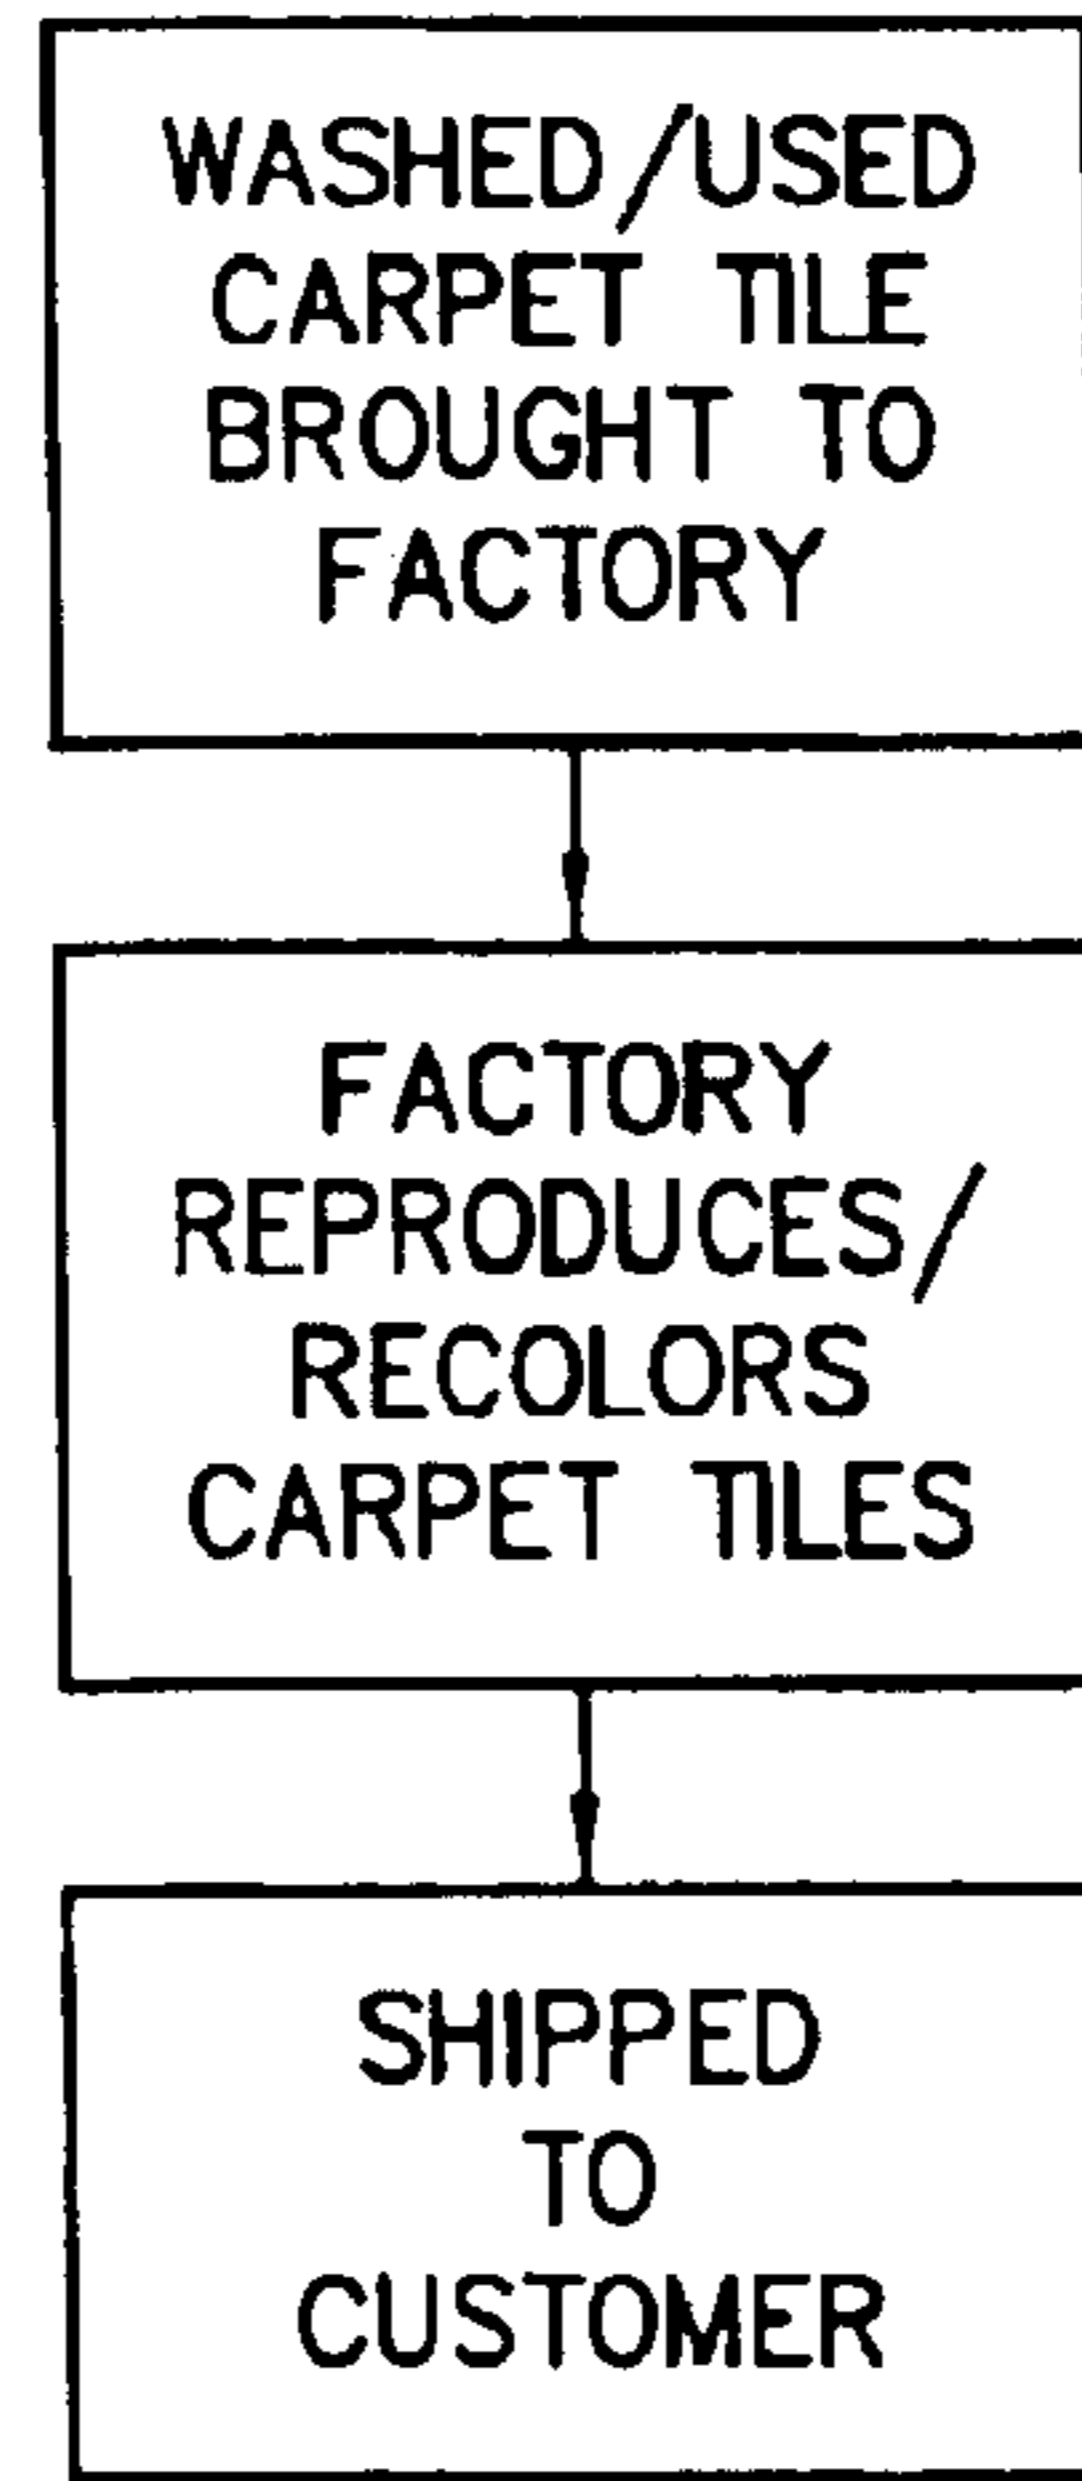 WASHED/USED
CARPET TILE
BROUGHT TO
FACTORY
FACTORY
REPRODUCES/
RECOLORS
CARPET TILES
SHIPPED
TO
CUSTOMER